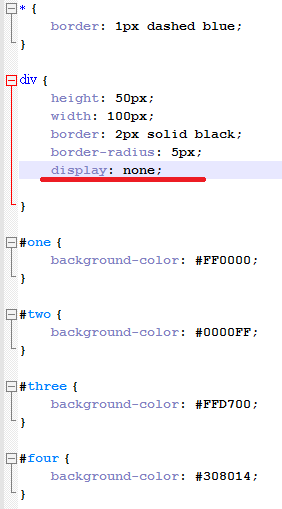 * {
border: 1px dashed blue;
}
div {
height: 50px;
width: 100px;
border: 2px solid black;
border-radius: 5px;
display: none;
}
#one {
background-color: #FF0000;
}
#two {
background-color: #0000FF;
}
#three {
background-color: #FFD700;
}
#four {
background-color: #308014;
}